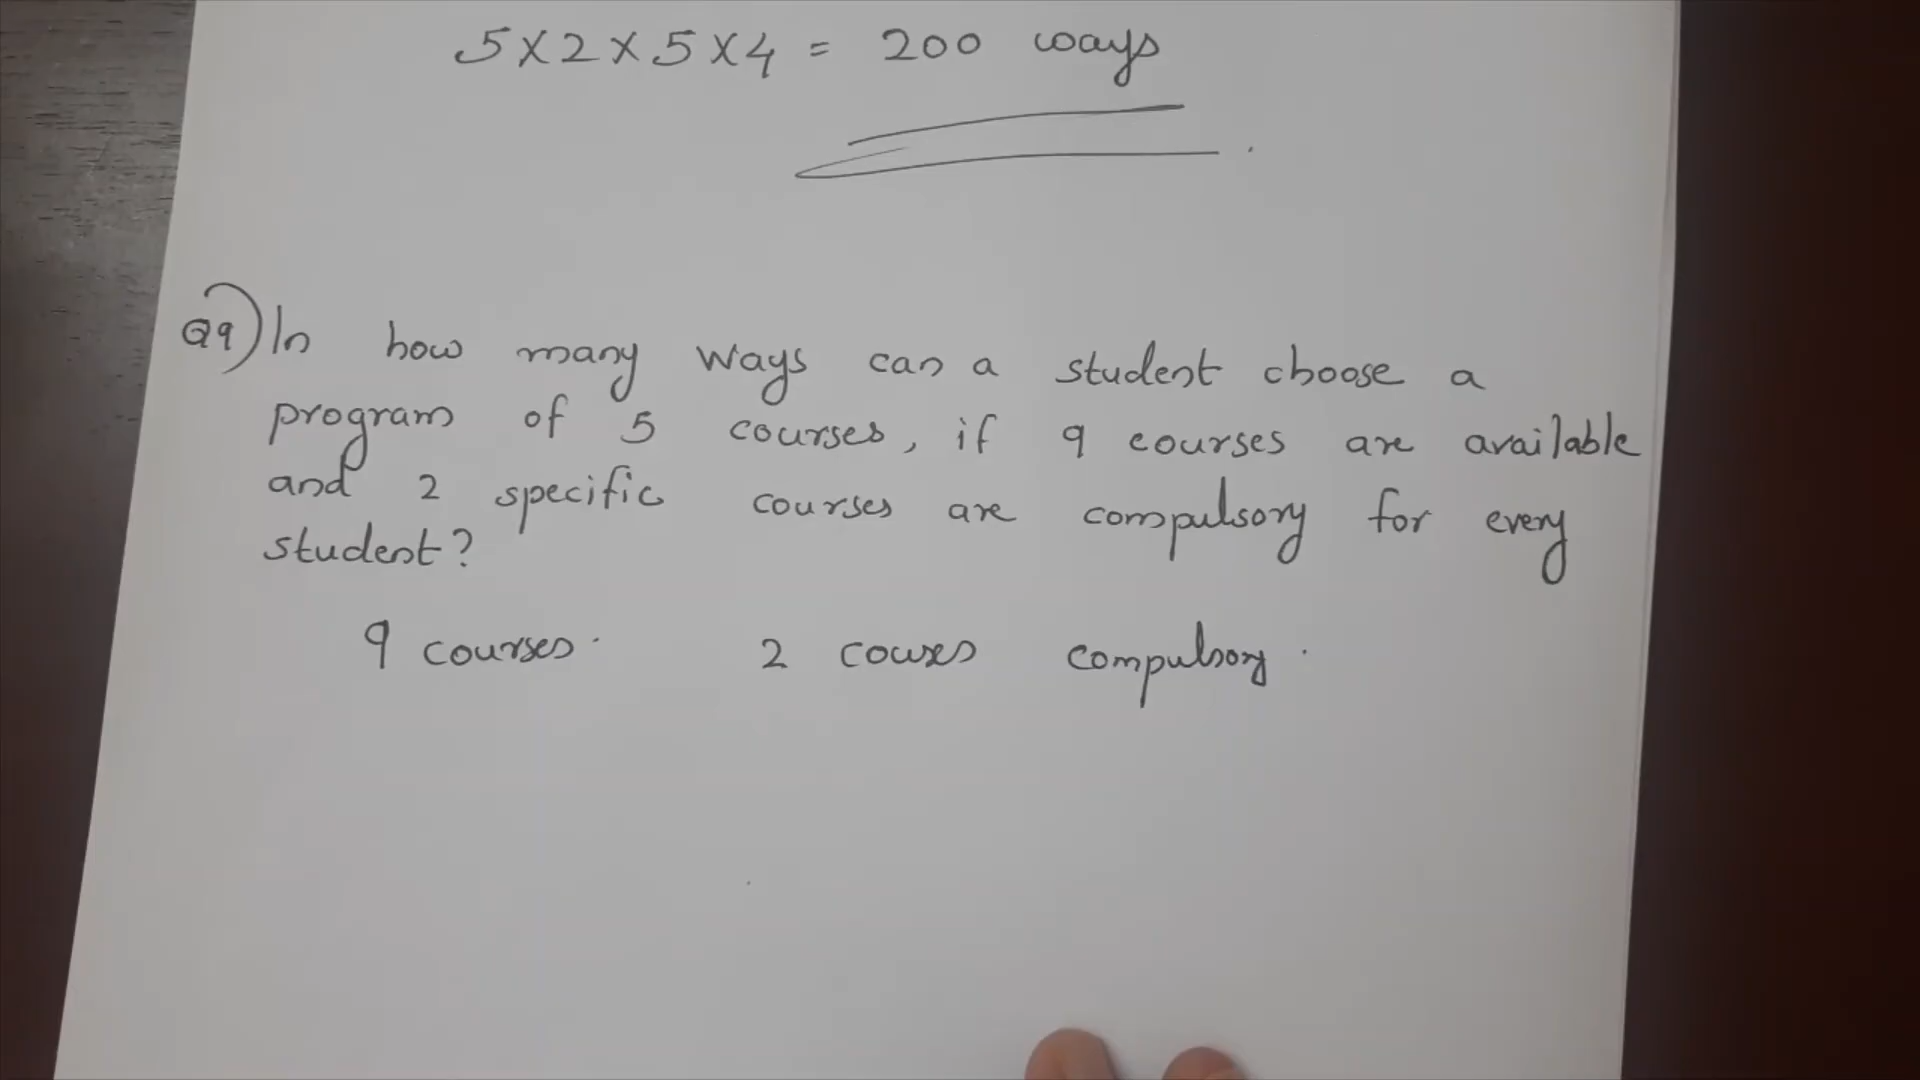 5 X 2 X 5 X 4 = 200 ways
Q9) In how many ways can a student choose a
program of 5 courses, if 9 courses are available
and 2 specific courses are compulsory for every
student?
9 courses. 2 couses compulsory.